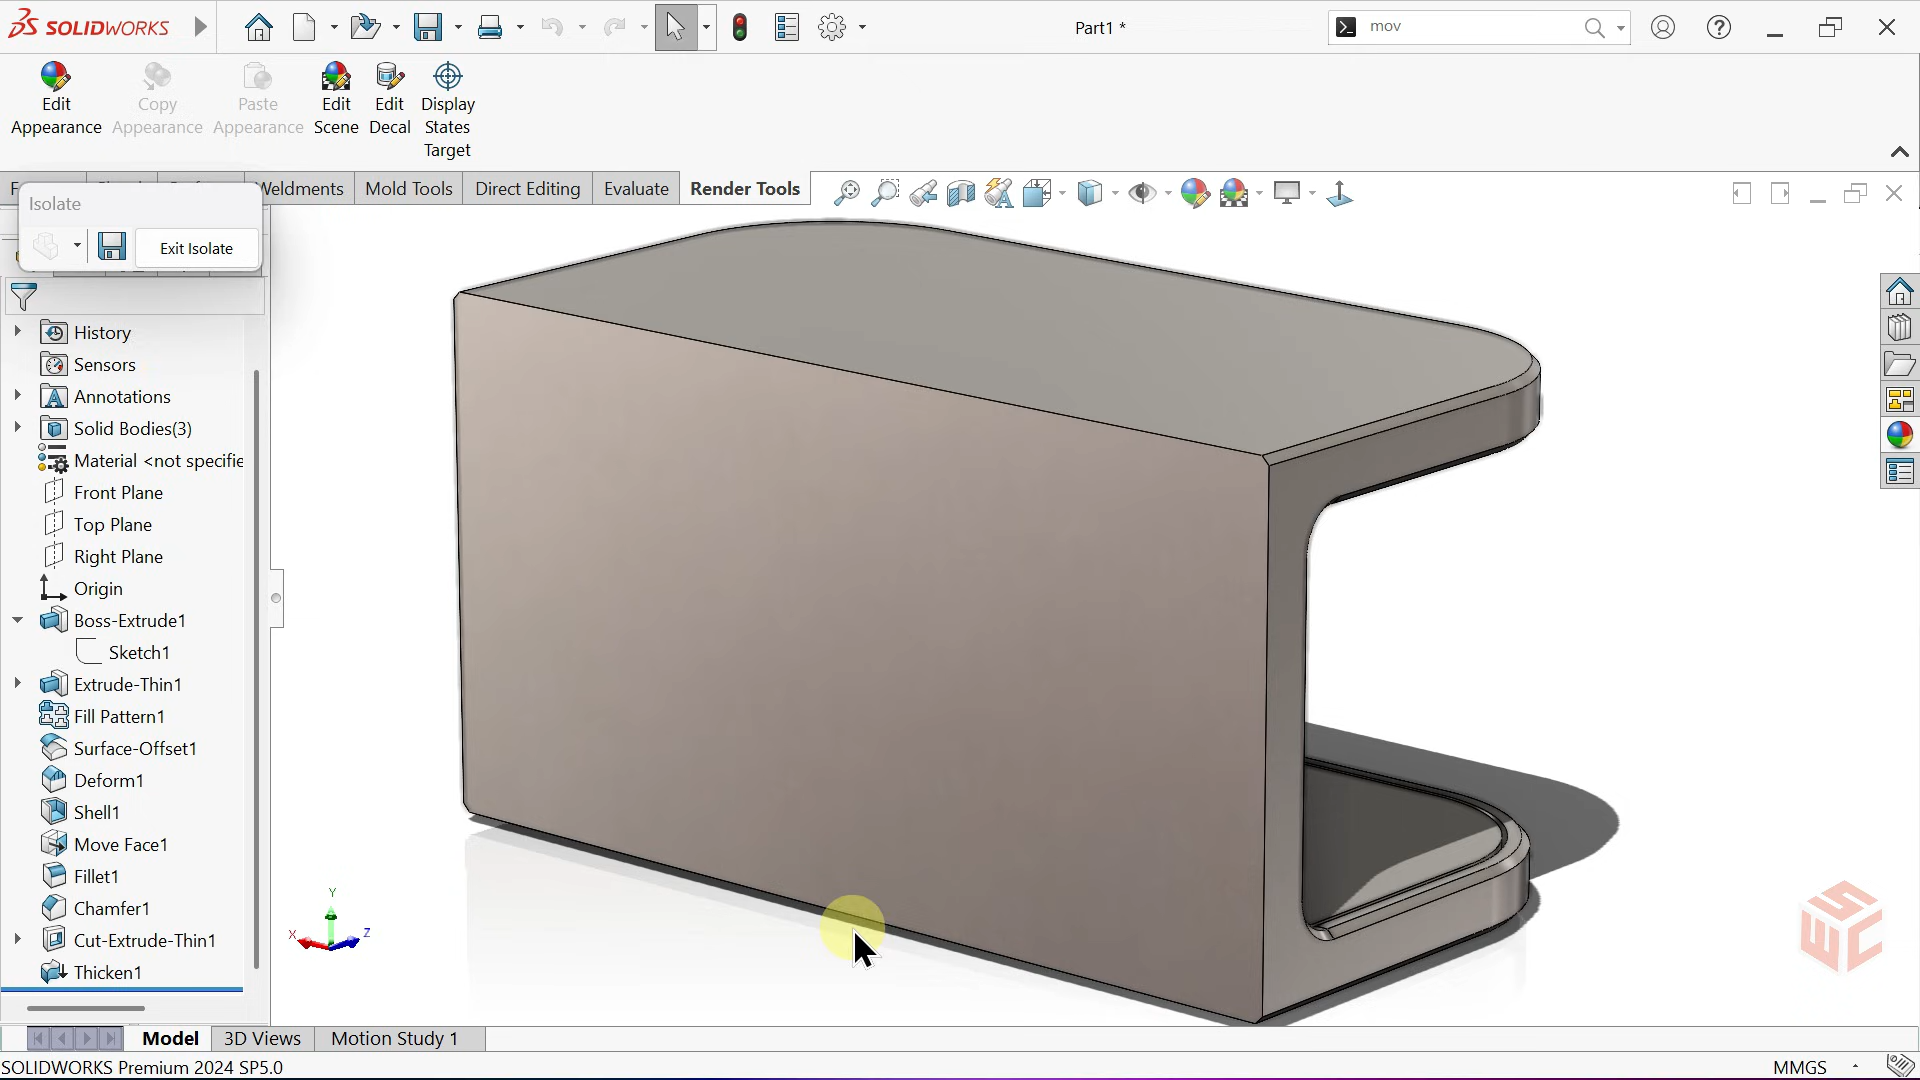 SOLIDWORKS
Part1 *
mov
Edit Appearance
Copy Appearance
Paste Appearance
Edit Scene
Edit Decal
Display States Target
Weldments
Mold Tools
Direct Editing
Evaluate
Render Tools
Isolate
Exit Isolate
History
Sensors
Annotations
Solid Bodies(3)
Material <not specifie
Front Plane
Top Plane
Right Plane
Origin
Boss-Extrude1
Sketch1
Extrude-Thin1
Fill Pattern1
Surface-Offset1
Deform1
Shell1
Move Face1
Fillet1
Chamfer1
Cut-Extrude-Thin1
Thicken1
Y
X
Z
SWC
Model
3D Views
Motion Study 1
SOLIDWORKS Premium 2024 SP5.0
MMGS